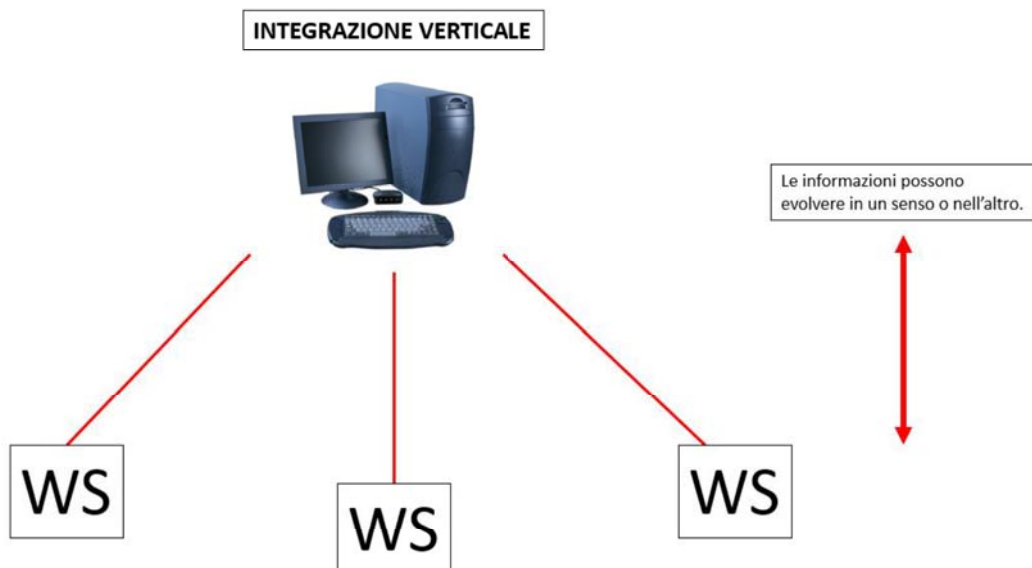 INTEGRAZIONE VERTICALE
Le informazioni possono
evolvere in un senso o nell'altro.
WS
WS
WS